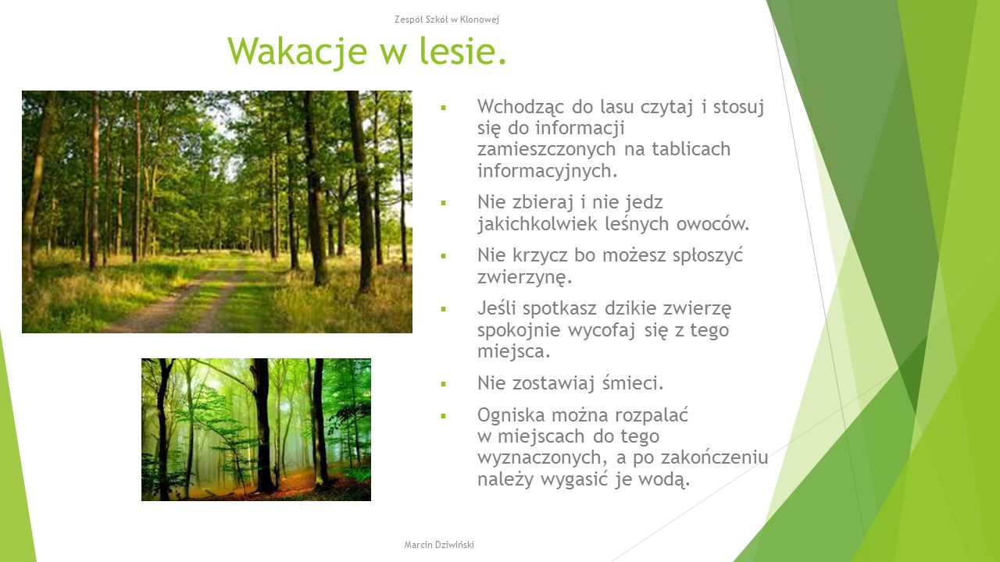 Zespół Szkół w Klonowej
Wakacje w lesie.
▪ Wchodząc do lasu czytaj i stosuj
się do informacji
zamieszczonych na tablicach
informacyjnych.
▪ Nie zbieraj i nie jedz
jakichkolwiek leśnych owoców.
▪ Nie krzycz bo możesz spłoszyć
zwierzynę.
▪ Jeśli spotkasz dzikie zwierzę
spokojnie wycofaj się z tego
miejsca.
▪ Nie zostawiaj śmieci.
▪ Ogniska można rozpalać
w miejscach do tego
wyznaczonych, a po zakończeniu
należy wygasić je wodą.
Marcin Dziwiński